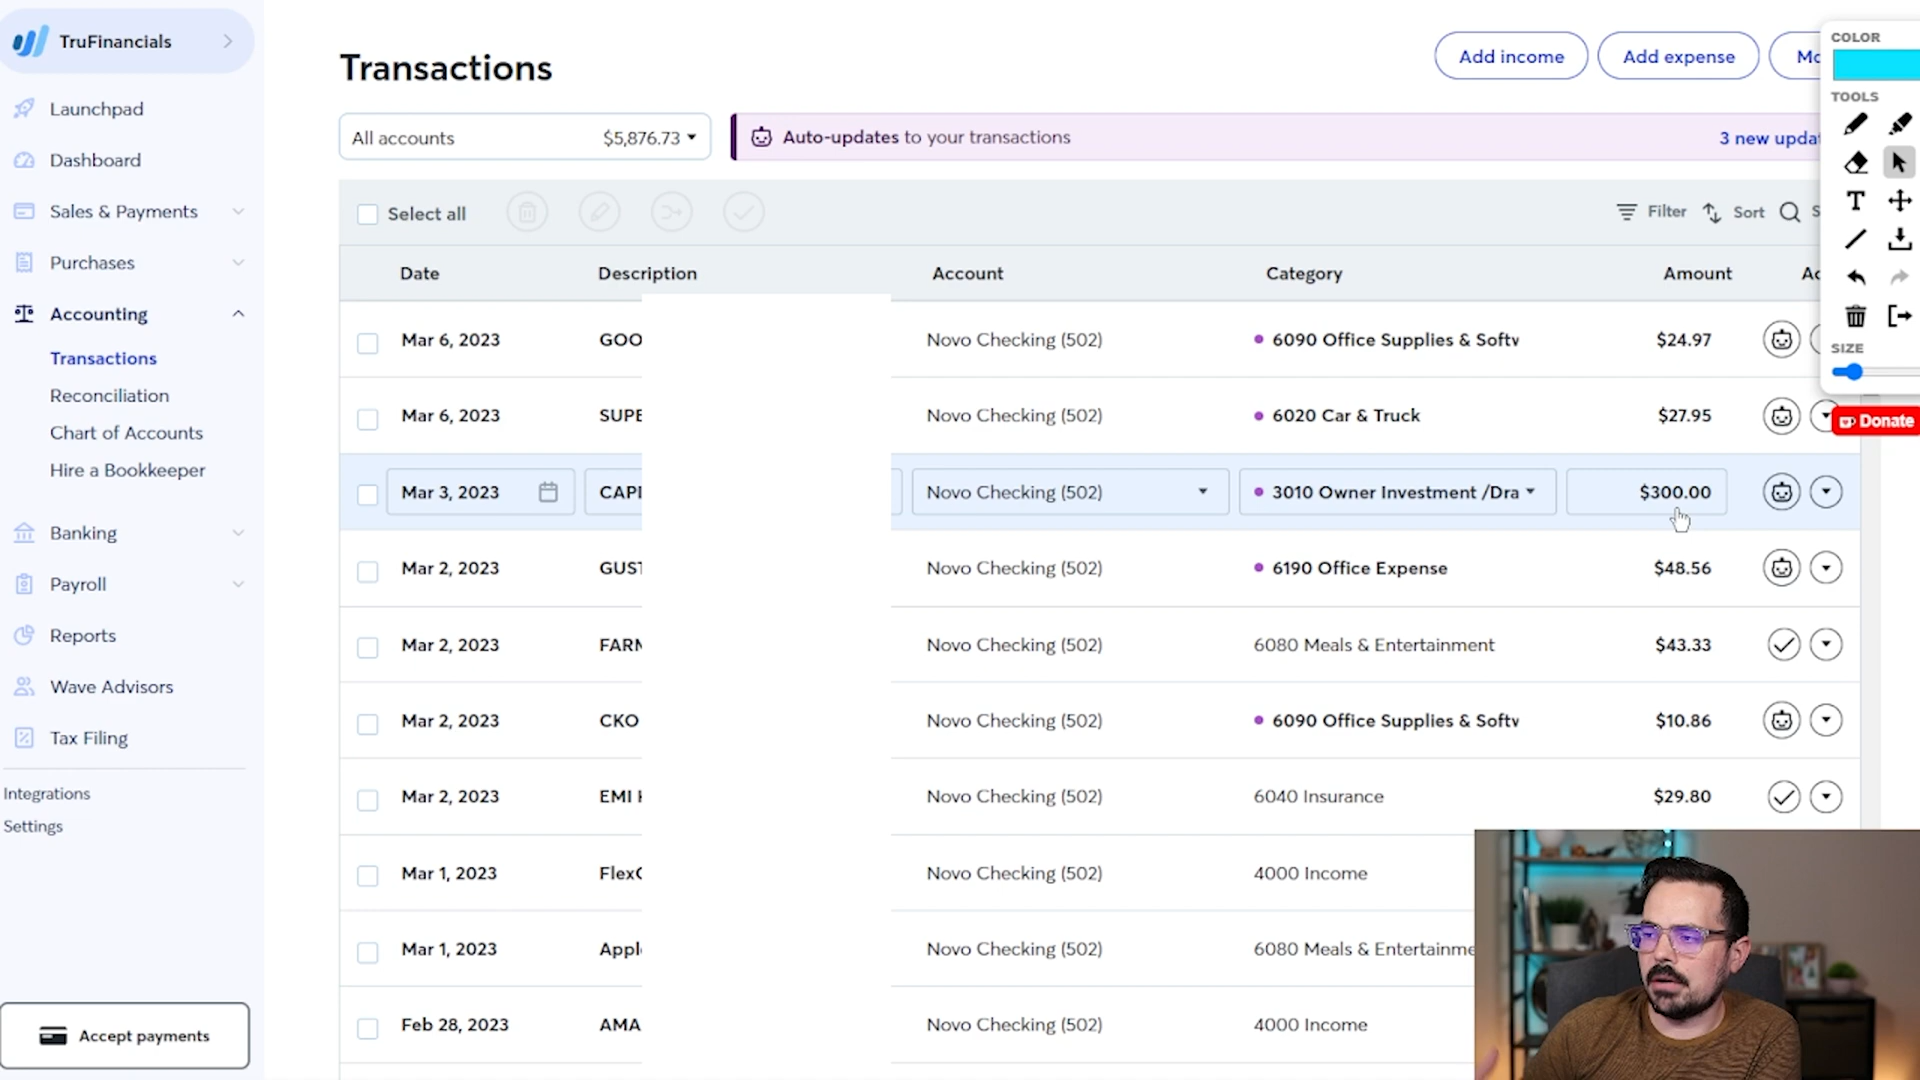 TruFinancials
Launchpad
Dashboard
Sales & Payments
Purchases
Accounting
Transactions
Reconciliation
Chart of Accounts
Hire a Bookkeeper
Banking
Payroll
Reports
Wave Advisors
Tax Filing
Integrations
Settings
Accept payments
Transactions
Add income
Add expense
Mo
All accounts $5,876.73
Auto-updates to your transactions
3 new updat
Select all
Filter Sort S
Date Description Account Category Amount Ac
Mar 6, 2023 GOO Novo Checking (502) 6090 Office Supplies & Softw $24.97
Mar 6, 2023 SUPE Novo Checking (502) 6020 Car & Truck $27.95
Mar 3, 2023 CAPI Novo Checking (502) 3010 Owner Investment /Dra $300.00
Mar 2, 2023 GUST Novo Checking (502) 6190 Office Expense $48.56
Mar 2, 2023 FARM Novo Checking (502) 6080 Meals & Entertainment $43.33
Mar 2, 2023 CKO Novo Checking (502) 6090 Office Supplies & Softw $10.86
Mar 2, 2023 EMI Novo Checking (502) 6040 Insurance $29.80
Mar 1, 2023 FlexC Novo Checking (502) 4000 Income
Mar 1, 2023 Appl Novo Checking (502) 6080 Meals & Entertainme
Feb 28, 2023 AMA Novo Checking (502) 4000 Income
COLOR
TOOLS
T
SIZE
Donate